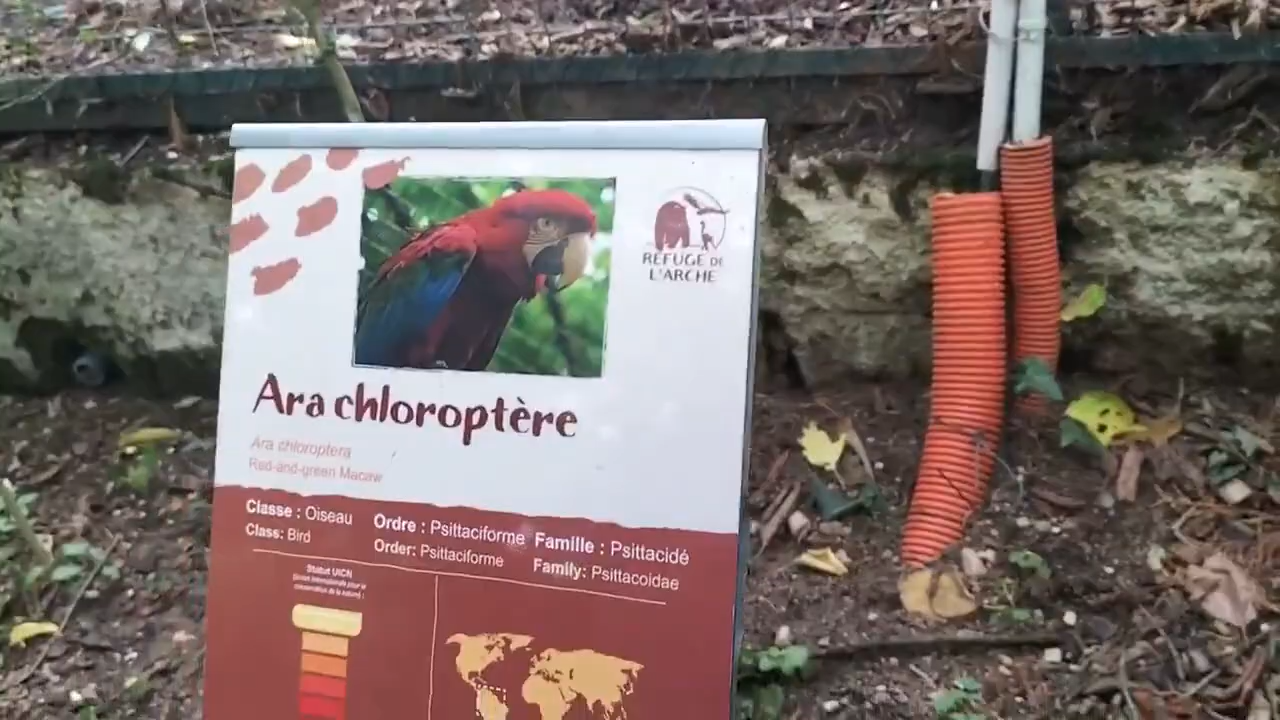 REFUGE DE
L'ARCHE
Ara chloroptère
Ara chloroptera
Red-and-green Macaw
Classe : Oiseau
Class: Bird
Ordre : Psittaciforme
Order: Psittaciforme
Famille : Psittacidé
Family: Psittacoidae
Statut UICN